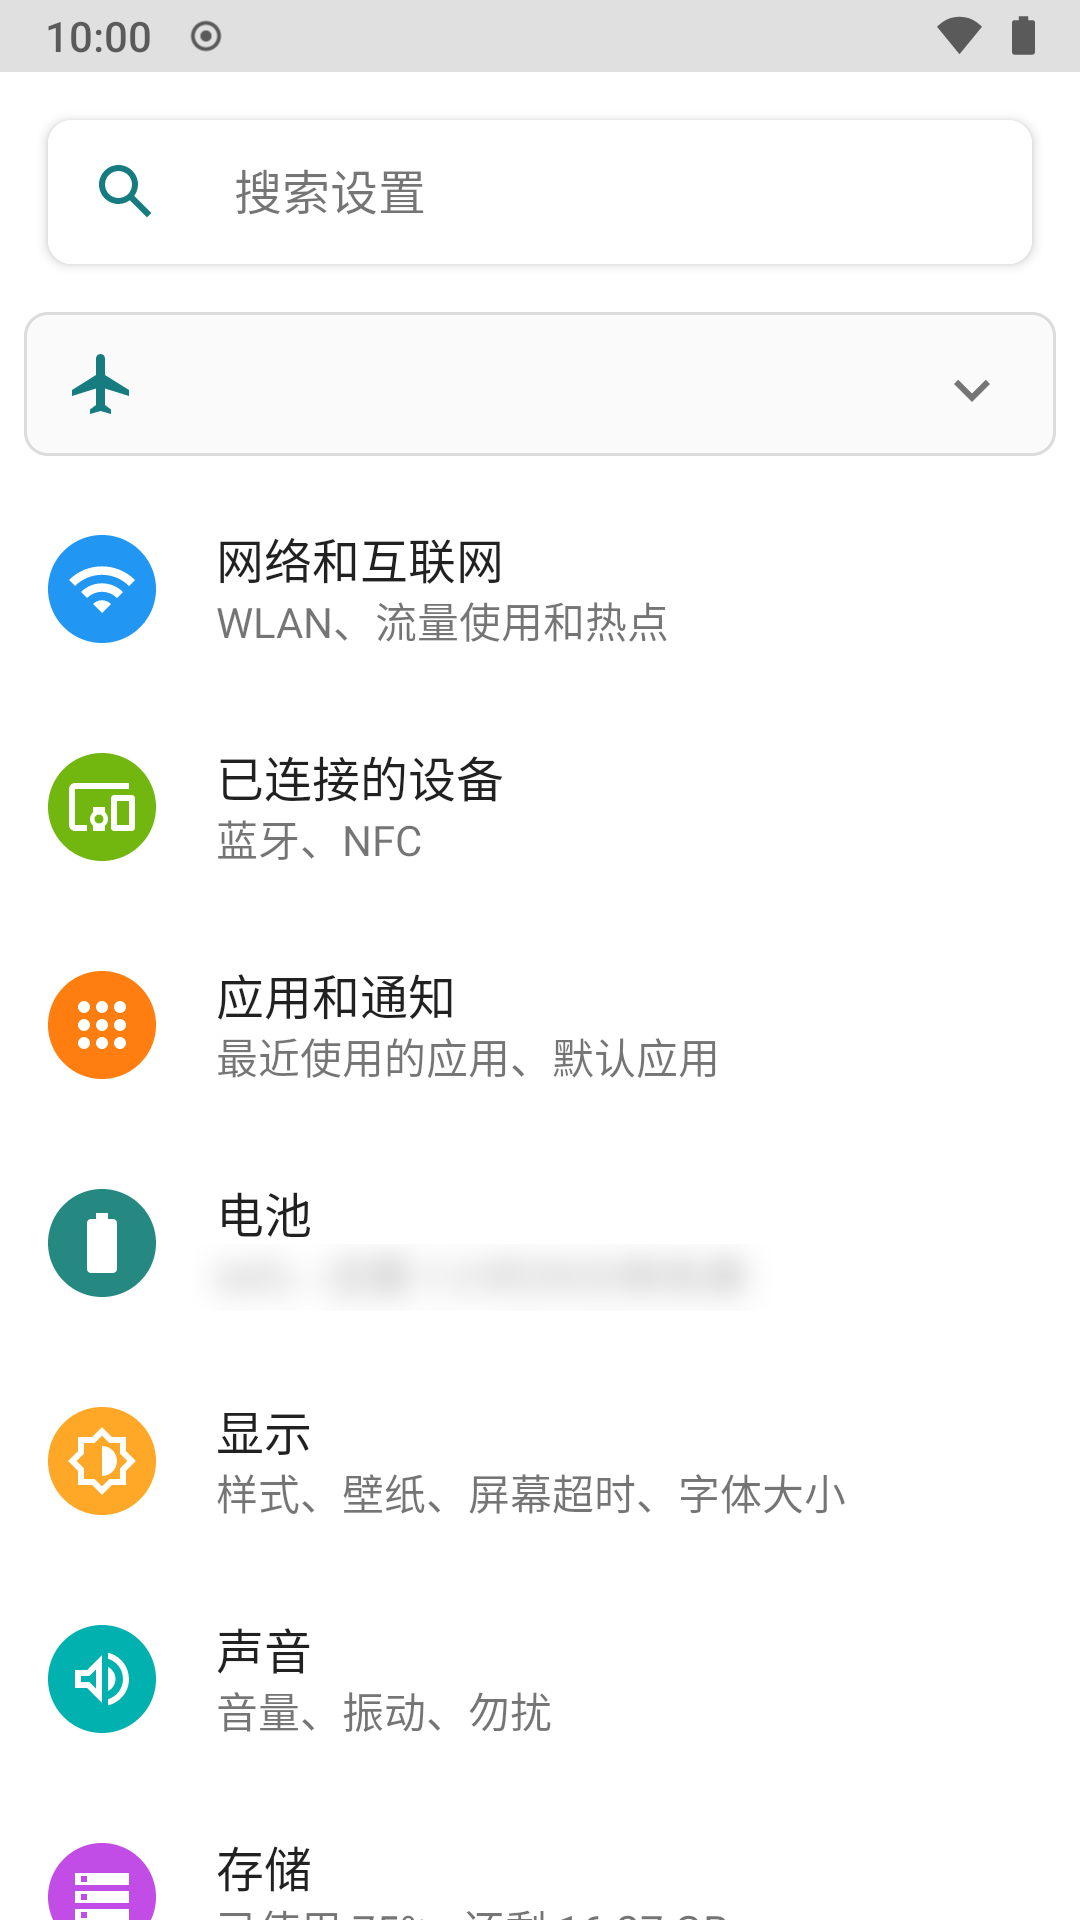 10:00
搜索设置
网络和互联网
WLAN、流量使用和热点
已连接的设备
蓝牙、NFC
应用和通知
最近使用的应用、默认应用
电池
显示
样式、壁纸、屏幕超时、字体大小
声音
音量、振动、勿扰
存储